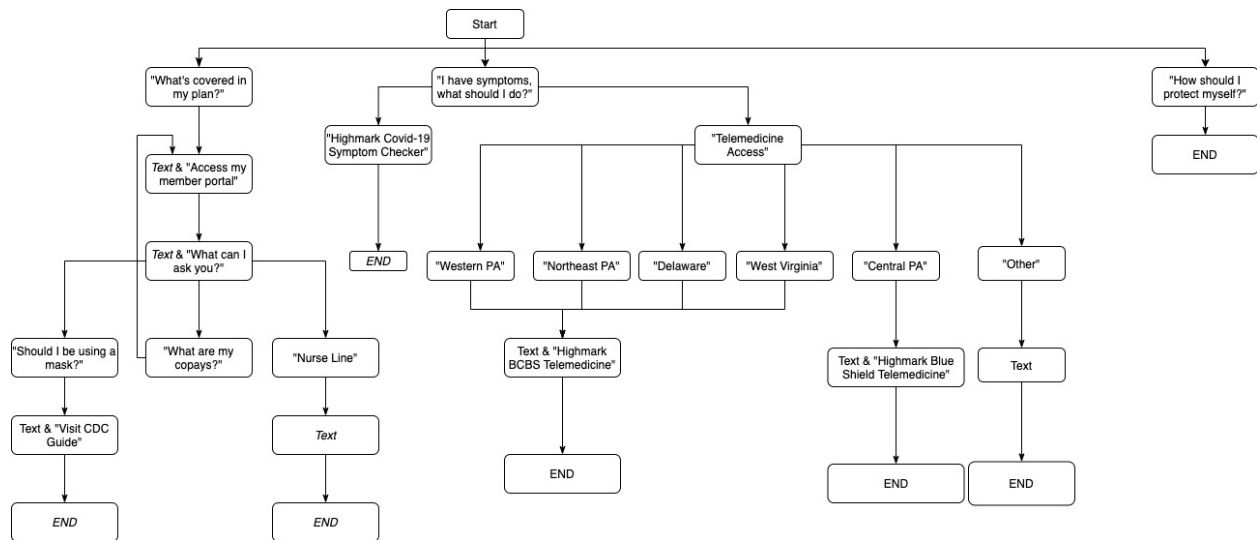 Start
"What's covered in
my plan?"
"I have symptoms,
what should I do?"
"How should I
protect myself?"
"Highmark Covid-19
Symptom Checker"
"Telemedicine
Access"
END
Text & "Access my
member portal"
Text & "What can I
ask you?"
END
"Western PA"
"Northeast PA"
"Delaware"
"West Virginia"
"Central PA"
"Other"
"Should I be using a
mask?"
"What are my
copays?"
"Nurse Line"
Text & "Highmark
BCBS Telemedicine"
Text & "Highmark Blue
Shield Telemedicine"
Text
Text & "Visit CDC
Guide"
Text
END
END
END
END
END